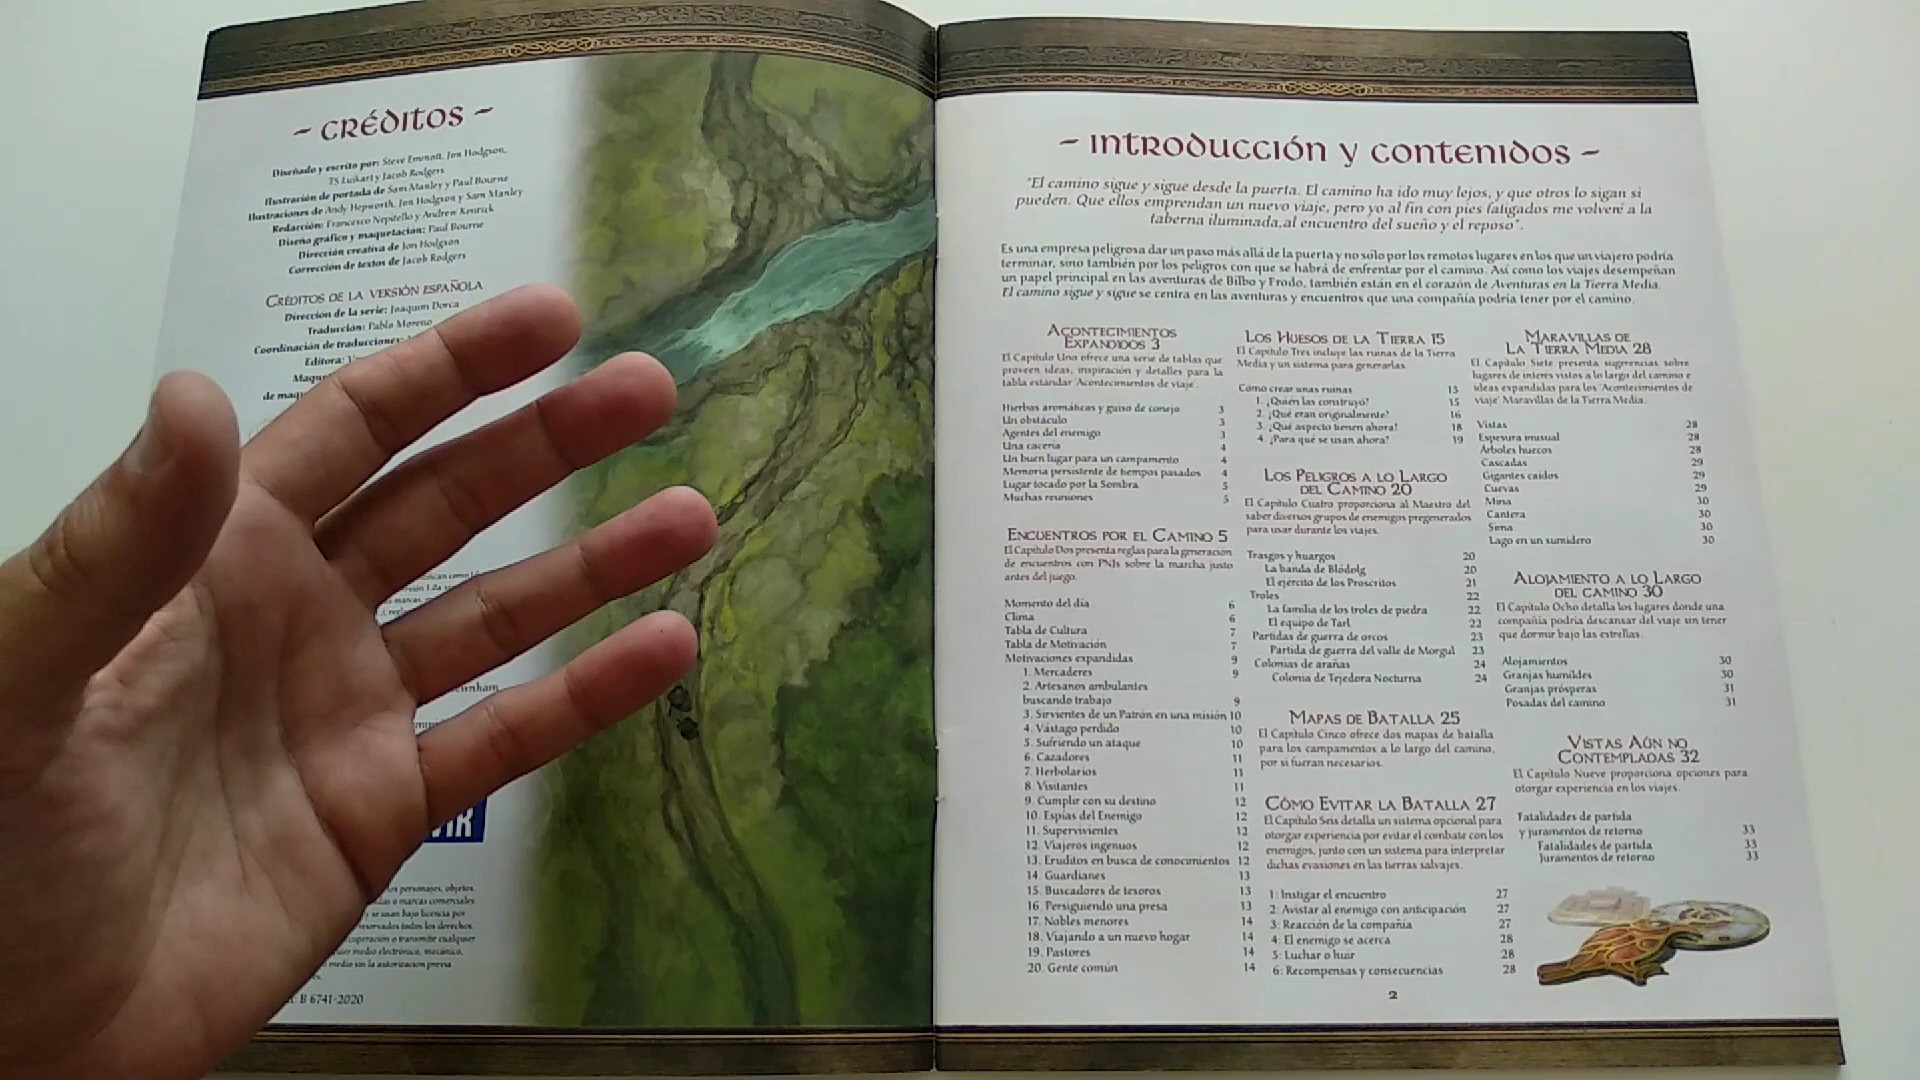 - CRÉDITOS -
Diseñado y escrito por: Steve Emmott, Jon Hodgson,
TS Luikart y Jacob Rodgers
Ilustración de portada de Sam Manley y Paul Bourne
Ilustraciones de Andy Hepworth, Jon Hodgson y Sam Manley
Redacción: Francesco Nepitello y Andrew Kenrick
Diseño gráfico y maquetación: Paul Bourne
Dirección creativa de Jon Hodgson
Corrección de textos de Jacob Rodgers
CRÉDITOS DE LA VERSIÓN ESPAÑOLA
Dirección de la serie: Joaquim Dorca
Traducción: Pablo Moreno
Coordinación de traducciones:
Editora:
de
los personajes, objetos,
o marcas comerciales
y se usan bajo licencia por
reservados todos los derechos.
o transmitir cualquier
medio electrónico, mecánico,
medio sin la autorización previa
B 6741-2020
- INTRODUCCIÓN Y CONTENIDOS -
"El camino sigue y sigue desde la puerta. El camino ha ido muy lejos, y que otros lo sigan si
pueden. Que ellos emprendan un nuevo viaje, pero yo al fin con pies fatigados me volveré a la
taberna iluminada,al encuentro del sueño y el reposo".
Es una empresa peligrosa dar un paso más allá de la puerta y no sólo por los remotos lugares en los que un viajero podría
terminar, sino también por los peligros con que se habrá de enfrentar por el camino. Así como los viajes desempeñan
un papel principal en las aventuras de Bilbo y Frodo, también están en el corazón de Aventuras en la Tierra Media.
El camino sigue y sigue se centra en las aventuras y encuentros que una compañía podría tener por el camino.
ACONTECIMIENTOS
EXPANDIDOS 3
El Capítulo Uno ofrece una serie de tablas que
proveen ideas, inspiración y detalles para la
tabla estándar 'Acontecimientos de viaje'.
Hierbas aromáticas y guiso de conejo 3
Un obstáculo 3
Agentes del enemigo 3
Una cacería 4
Un buen lugar para un campamento 4
Memoria persistente de tiempos pasados 4
Lugar tocado por la Sombra 5
Muchas reuniones 5
ENCUENTROS POR EL CAMINO 5
El Capítulo Dos presenta reglas para la generación
de encuentros con PNJs sobre la marcha justo
antes del juego.
Momento del día 6
Clima 6
Tabla de Cultura 7
Tabla de Motivación 7
Motivaciones expandidas 9
1. Mercaderes 9
2. Artesanos ambulantes
buscando trabajo 9
3. Sirvientes de un Patrón en una misión 10
4. Vástago perdido 10
5. Sufriendo un ataque 10
6. Cazadores 11
7. Herbolarios 11
8. Visitantes 11
9. Cumplir con su destino 12
10. Espías del Enemigo 12
11. Supervivientes 12
12. Viajeros ingenuos 12
13. Eruditos en busca de conocimientos 12
14. Guardianes 13
15. Buscadores de tesoros 13
16. Persiguiendo una presa 13
17. Nobles menores 14
18. Viajando a un nuevo hogar 14
19. Pastores 14
20. Gente común 14
LOS HUESOS DE LA TIERRA 15
El Capítulo Tres incluye las ruinas de la Tierra
Media y un sistema para generarlas.
Cómo crear unas ruinas 15
1. ¿Quién las construyó? 15
2. ¿Qué eran originalmente? 16
3. ¿Qué aspecto tienen ahora? 18
4. ¿Para qué se usan ahora? 19
LOS PELIGROS A LO LARGO
DEL CAMINO 20
El Capítulo Cuatro proporciona al Maestro del
saber diversos grupos de enemigos pregenerados
para usar durante los viajes.
Trasgos y huargos 20
La banda de Blódolg 20
El ejército de los Proscritos 21
Troles 22
La familia de los troles de piedra 22
El equipo de Tarl 22
Partidas de guerra de orcos 23
Partida de guerra del valle de Morgul 23
Colonias de arañas 24
Colonia de Tejedora Nocturna 24
MAPAS DE BATALLA 25
El Capítulo Cinco ofrece dos mapas de batalla
para los campamentos a lo largo del camino,
por si fueran necesarios.
CÓMO EVITAR LA BATALLA 27
El Capítulo Seis detalla un sistema opcional para
otorgar experiencia por evitar el combate con los
enemigos, junto con un sistema para interpretar
dichas evasiones en las tierras salvajes.
1: Instigar el encuentro 27
2: Avistar al enemigo con anticipación 27
3: Reacción de la compañía 27
4: El enemigo se acerca 28
5: Luchar o huir 28
6: Recompensas y consecuencias 28
MARAVILLAS DE
LA TIERRA MEDIA 28
El Capítulo Siete presenta sugerencias sobre
lugares de interés vistos a lo largo del camino e
ideas expandidas para los 'Acontecimientos de
viaje' Maravillas de la Tierra Media.
Vistas 28
Espesura inusual 28
Árboles huecos 28
Cascadas 29
Gigantes caídos 29
Cuevas 29
Mina 30
Cantera 30
Sima 30
Lago en un sumidero 30
ALOJAMIENTO A LO LARGO
DEL CAMINO 30
El Capítulo Ocho detalla los lugares donde una
compañía podría descansar del viaje sin tener
que dormir bajo las estrellas.
Alojamientos 30
Granjas humildes 30
Granjas prósperas 31
Posadas del camino 31
VISTAS AÚN NO
CONTEMPLADAS 32
El Capítulo Nueve proporciona opciones para
otorgar experiencia en los viajes.
Fatalidades de partida
y juramentos de retorno 33
Fatalidades de partida 33
Juramentos de retorno 33
2